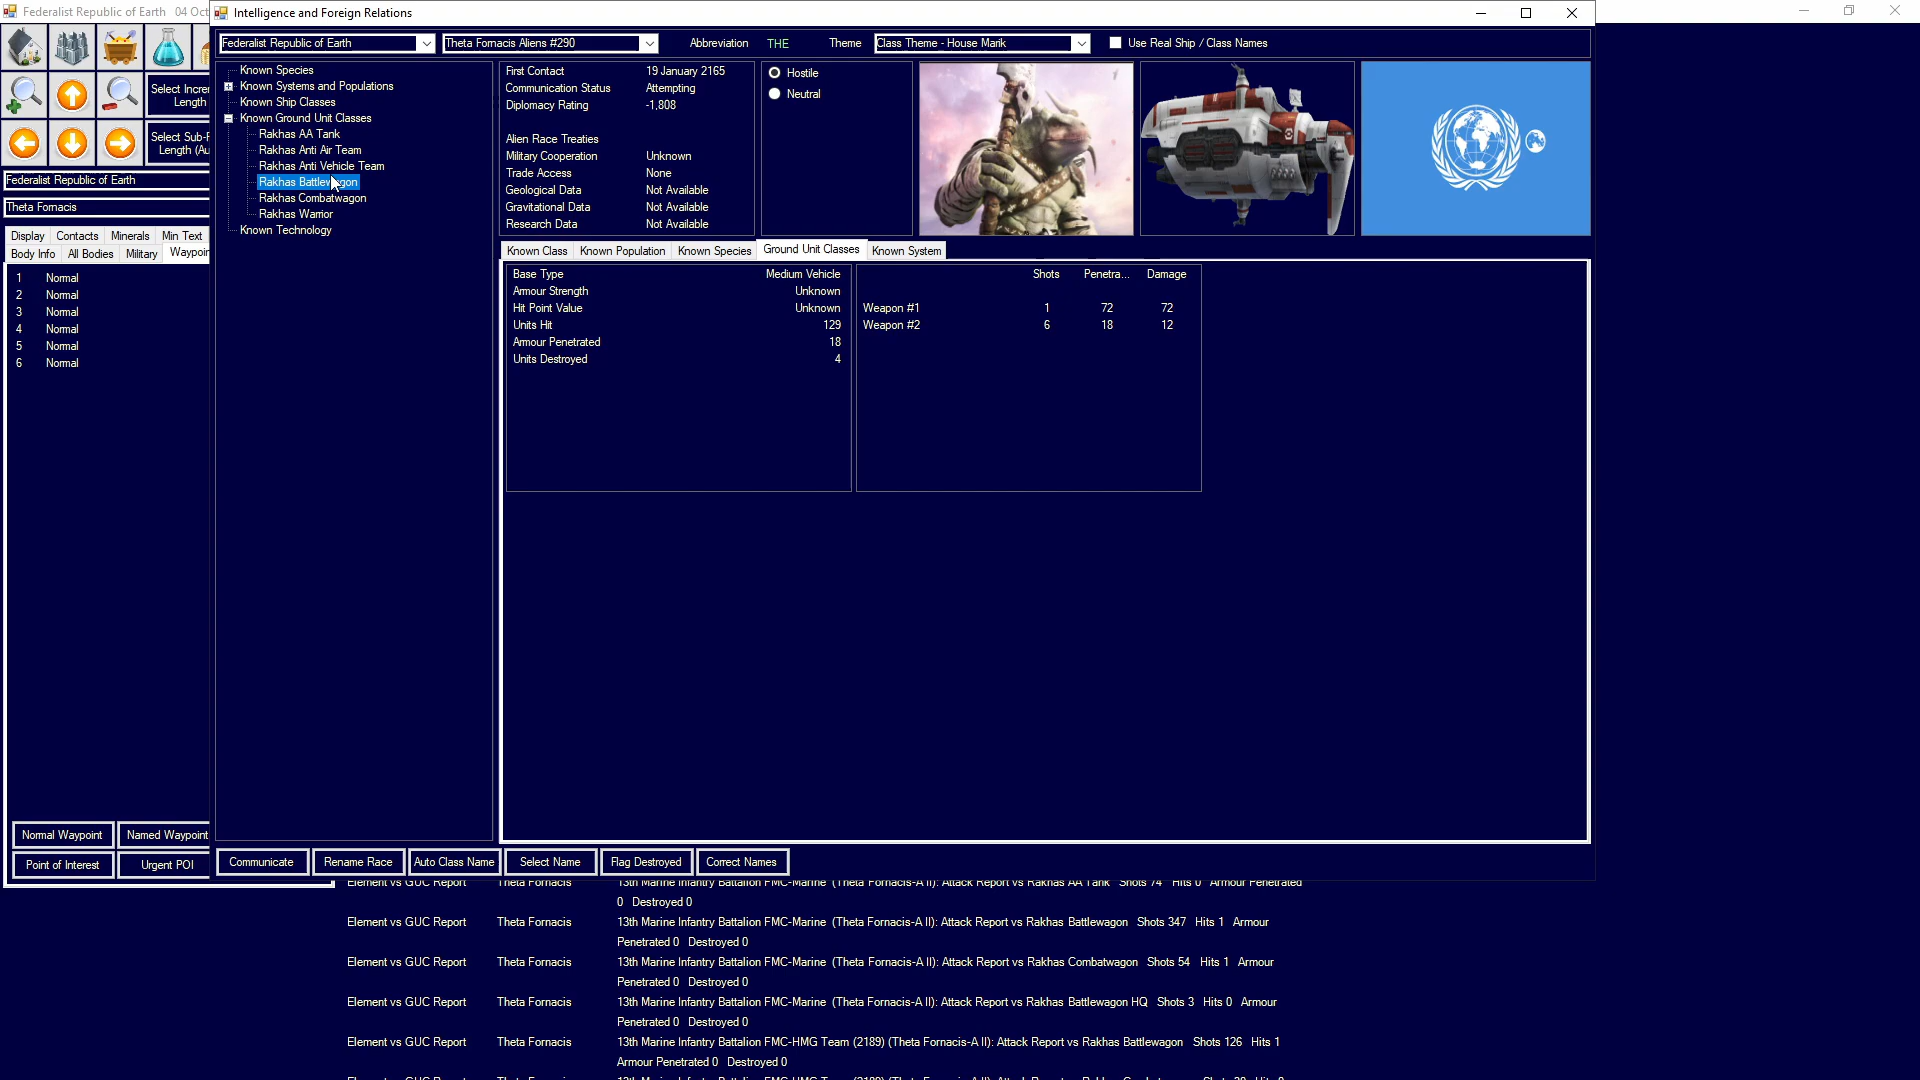 Federalist Republic of Earth 04 Oct
Intelligence and Foreign Relations
Federalist Republic of Earth
Theta Fornacis Aliens #290
Abbreviation THE
Theme Class Theme - House Marik
Use Real Ship / Class Names
Select Increr
Length
Select Sub-P
Length (Au
Federalist Republic of Earth
Theta Fornacis
Display Contacts Minerals Min Text
Body Info All Bodies Military Waypoin
1 Normal
2 Normal
3 Normal
4 Normal
5 Normal
6 Normal
Normal Waypoint Named Waypoint
Point of Interest Urgent POI
Known Species
Known Systems and Populations
Known Ship Classes
Known Ground Unit Classes
Rakhas AA Tank
Rakhas Anti Air Team
Rakhas Anti Vehicle Team
Rakhas Battlewagon
Rakhas Combatwagon
Rakhas Warrior
Known Technology
First Contact 19 January 2165
Communication Status Attempting
Diplomacy Rating -1,808
Alien Race Treaties
Military Cooperation Unknown
Trade Access None
Geological Data Not Available
Gravitational Data Not Available
Research Data Not Available
Hostile
Neutral
Known Class Known Population Known Species Ground Unit Classes Known System
Base Type Medium Vehicle
Armour Strength Unknown
Hit Point Value Unknown
Units Hit 129
Armour Penetrated 18
Units Destroyed 4
Shots Penetra... Damage
Weapon #1 1 72 72
Weapon #2 6 18 12
Communicate Rename Race Auto Class Name Select Name Flag Destroyed Correct Names
Element vs GUC Report Theta Fornacis 13th Marine Infantry Battalion FMC-Marine (Theta Fornacis-A II): Attack Report vs Rakhas AA Tank Shots 74 Hits 0 Armour Penetrated
0 Destroyed 0
Element vs GUC Report Theta Fornacis 13th Marine Infantry Battalion FMC-Marine (Theta Fornacis-A II): Attack Report vs Rakhas Battlewagon Shots 347 Hits 1 Armour
Penetrated 0 Destroyed 0
Element vs GUC Report Theta Fornacis 13th Marine Infantry Battalion FMC-Marine (Theta Fornacis-A II): Attack Report vs Rakhas Combatwagon Shots 54 Hits 1 Armour
Penetrated 0 Destroyed 0
Element vs GUC Report Theta Fornacis 13th Marine Infantry Battalion FMC-Marine (Theta Fornacis-A II): Attack Report vs Rakhas Battlewagon HQ Shots 3 Hits 0 Armour
Penetrated 0 Destroyed 0
Element vs GUC Report Theta Fornacis 13th Marine Infantry Battalion FMC-HMG Team (2189) (Theta Fornacis-A II): Attack Report vs Rakhas Battlewagon Shots 126 Hits 1
Armour Penetrated 0 Destroyed 0